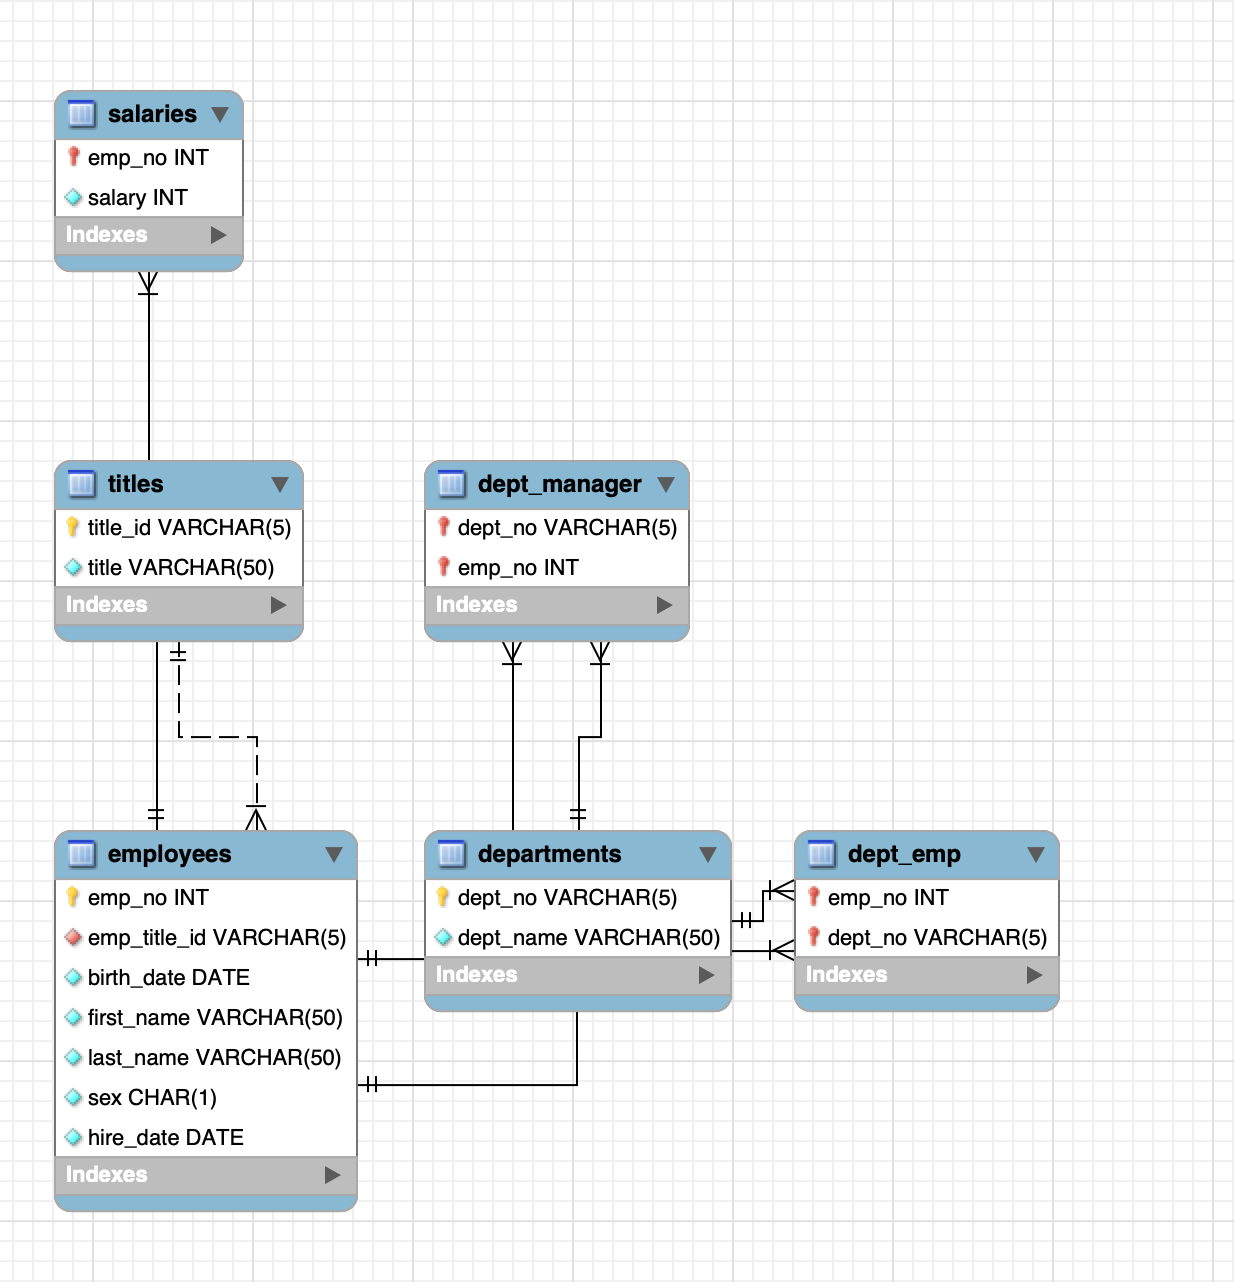 salaries
emp_no INT
salary INT
Indexes
titles
title_id VARCHAR(5)
title VARCHAR(50)
Indexes
dept_manager
dept_no VARCHAR(5)
emp_no INT
Indexes
employees
emp_no INT
emp_title_id VARCHAR(5)
birth_date DATE
first_name VARCHAR(50)
last_name VARCHAR(50)
sex CHAR(1)
hire_date DATE
Indexes
departments
dept_no VARCHAR(5)
dept_name VARCHAR(50)
Indexes
dept_emp
emp_no INT
dept_no VARCHAR(5)
Indexes